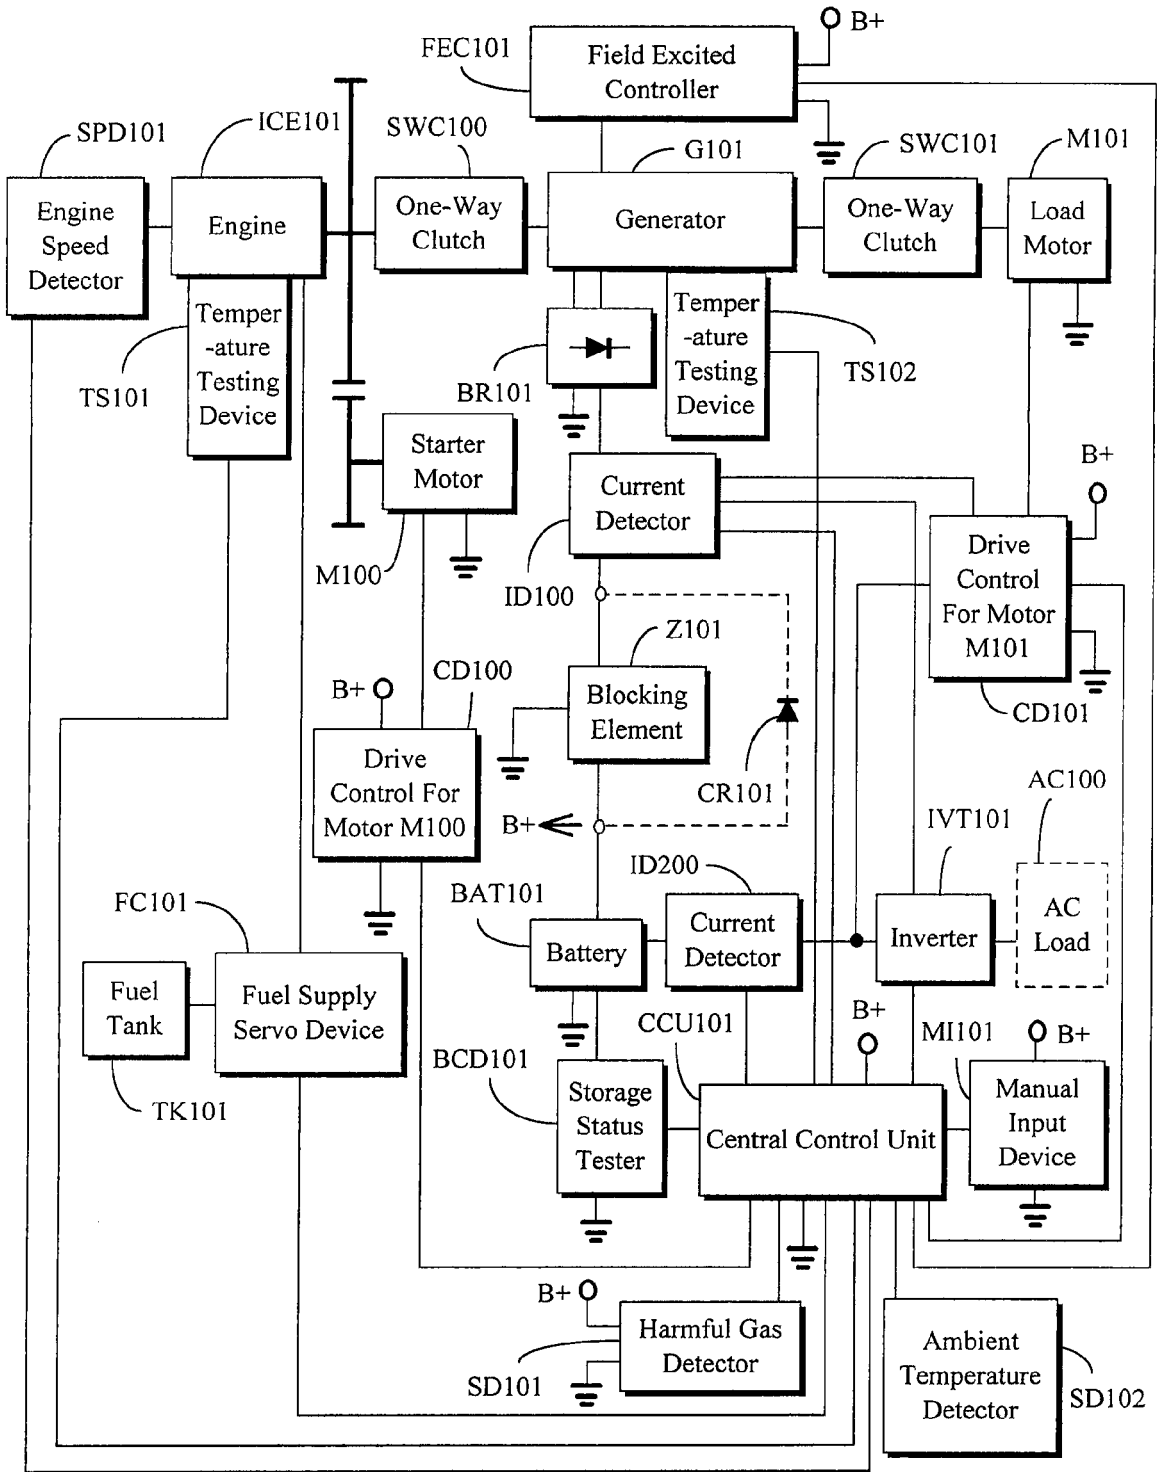 B+
FEC101
Field Excited
Controller
SPD101
ICE101
SWC100
G101
SWC101
M101
Engine
Speed
Detector
Engine
One-Way
Clutch
Generator
One-Way
Clutch
Load
Motor
Temper
-ature
Testing
Device
TS101
BR101
Temper
-ature
Testing
Device
TS102
Starter
Motor
M100
Current
Detector
ID100
B+
Drive
Control
For Motor
M101
CD101
Z101
Blocking
Element
CR101
B+
CD100
Drive
Control For
Motor M100
B+
AC100
IVT101
ID200
BAT101
FC101
Battery
Current
Detector
Inverter
AC
Load
Fuel
Tank
TK101
Fuel Supply
Servo Device
CCU101
B+
MI101
B+
BCD101
Storage
Status
Tester
Central Control Unit
Manual
Input
Device
B+
Harmful Gas
Detector
SD101
Ambient
Temperature
Detector
SD102